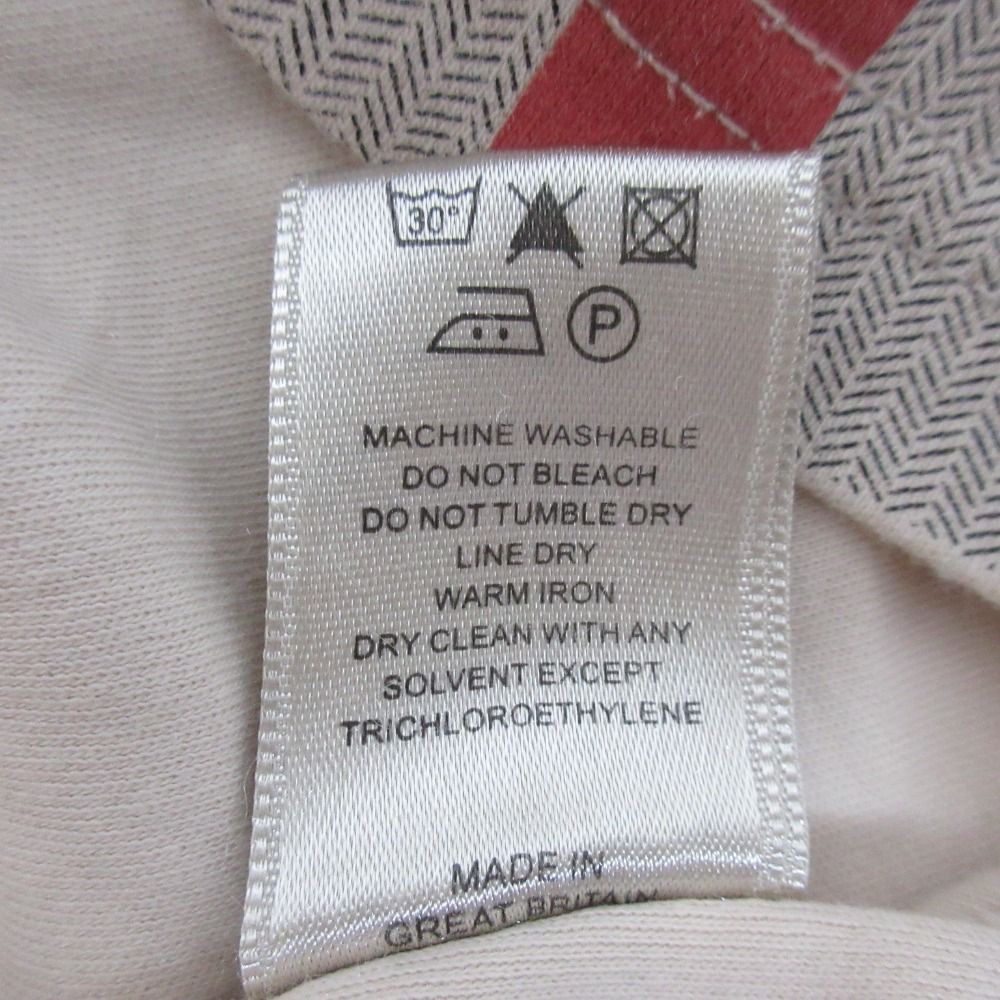 30°
P
MACHINE WASHABLE
DO NOT BLEACH
DO NOT TUMBLE DRY
LINE DRY
WARM IRON
DRY CLEAN WITH ANY
SOLVENT EXCEPT
TRICHLOROETHYLENE
MADE IN
GREAT BRITAIN